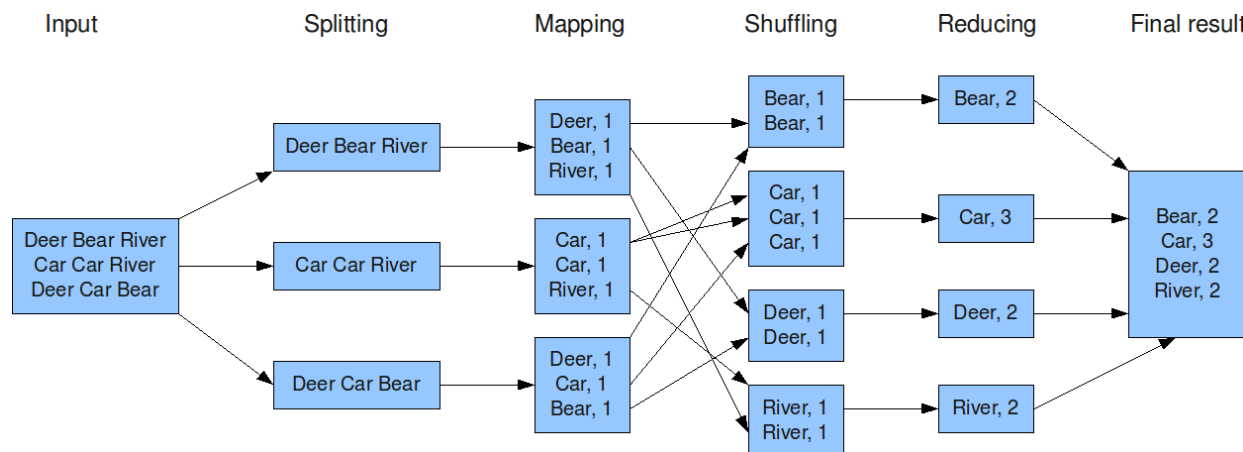 Input
Splitting
Mapping
Shuffling
Reducing
Final result
Deer Bear River
Car Car River
Deer Car Bear
Deer Bear River
Car Car River
Deer Car Bear
Deer, 1
Bear, 1
River, 1
Car, 1
Car, 1
River, 1
Deer, 1
Car, 1
Bear, 1
Bear, 1
Bear, 1
Car, 1
Car, 1
Car, 1
Deer, 1
Deer, 1
River, 1
River, 1
Bear, 2
Car, 3
Deer, 2
River, 2
Bear, 2
Car, 3
Deer, 2
River, 2